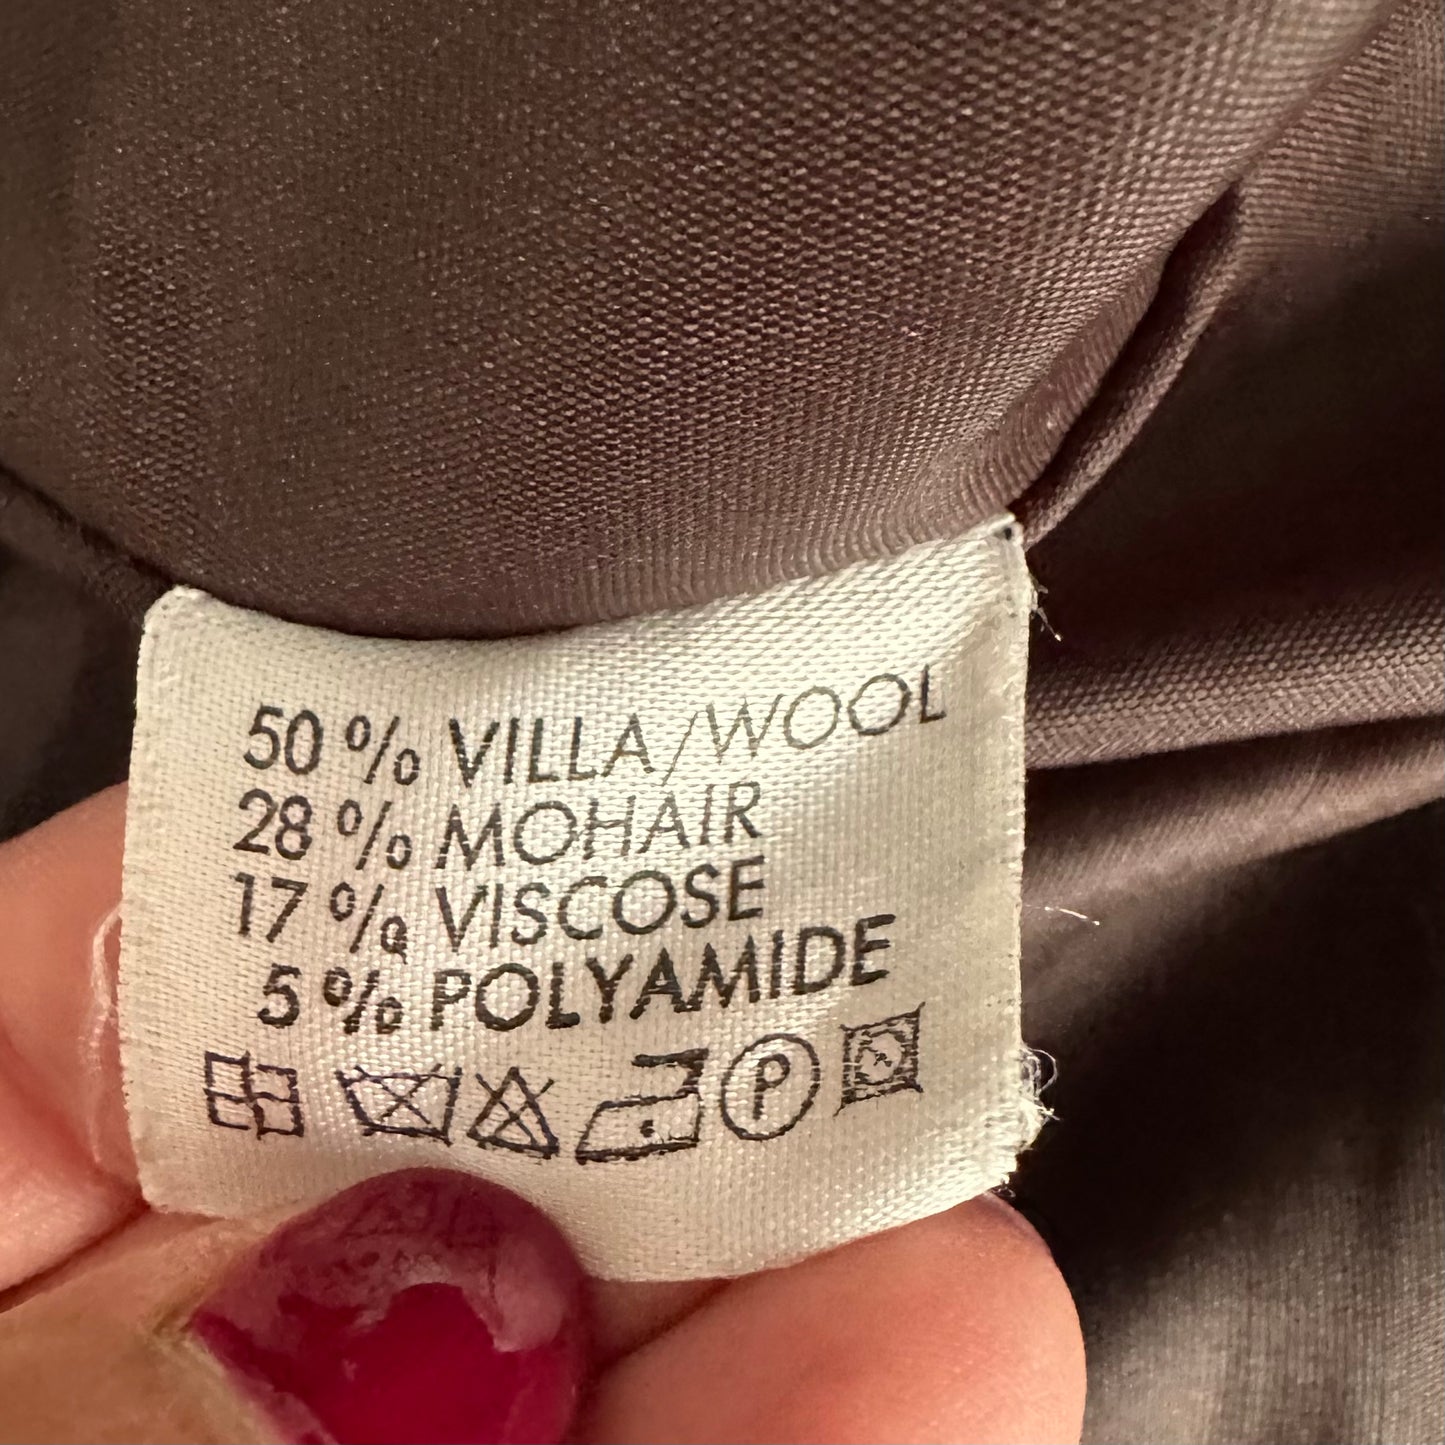 50 % VILLA/WOOL
28 % MOHAIR
17 % VISCOSE
5 % POLYAMIDE
P